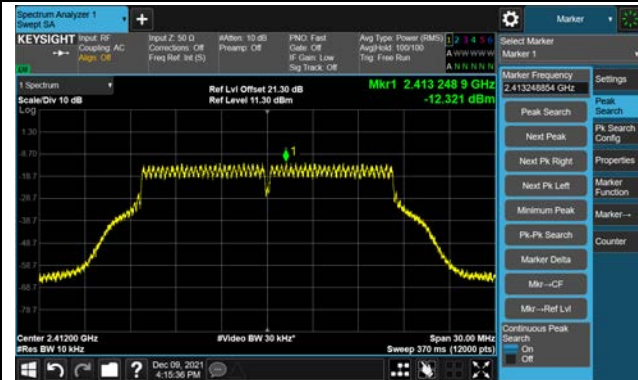 Spectrum Analyzer 1
Swept SA
+
Marker
KEYSIGHT
Input: RF
Coupling: AC
Align: Off
Input Z: 50 Ω
Corrections: Off
Freq Ref: Int (S)
#Atten: 10 dB
Preamp: Off
PNO: Fast
Gate: Off
IF Gain: Low
Sig Track: Off
Avg Type: Power (RMS)
Avg|Hold: 100/100
Trig: Free Run
1 2 3 4 5 6
A W W W W W
A N N N N N
Select Marker
Marker 1
1 Spectrum
Scale/Div 10 dB
Log
Ref Lvl Offset 21.30 dB
Ref Level 11.30 dBm
Mkr1 2.413 248 9 GHz
-12.321 dBm
1.30
-8.70
-18.7
-28.7
-38.7
-48.7
-58.7
-68.7
-78.7
1
Center 2.41200 GHz
#Res BW 10 kHz
#Video BW 30 kHz*
Span 30.00 MHz
Sweep 370 ms (12000 pts)
Marker Frequency
2.413248854 GHz
Peak Search
Next Peak
Next Pk Right
Next Pk Left
Minimum Peak
Pk-Pk Search
Marker Delta
Mkr→CF
Mkr→Ref Lvl
Continuous Peak
Search
On
Off
Settings
Peak
Search
Pk Search
Config
Properties
Marker
Function
Marker→
Counter
?
Dec 09, 2021
4:15:36 PM